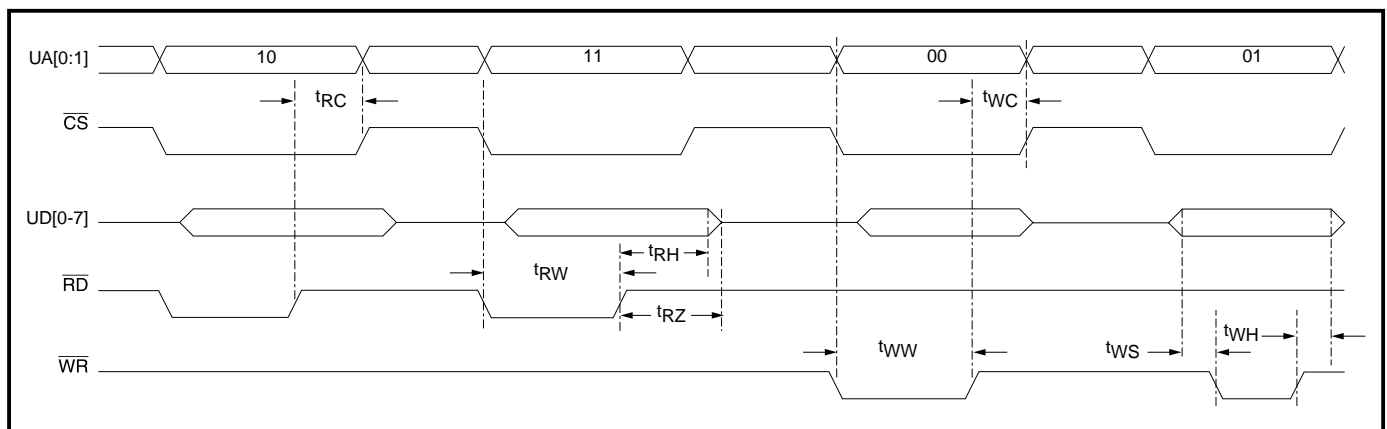 UA[0:1] 10 11 00 01
tRC tWC
CS
UD[0-7]
tRH
tRW
RD
tRZ
tWW tWS tWH
WR